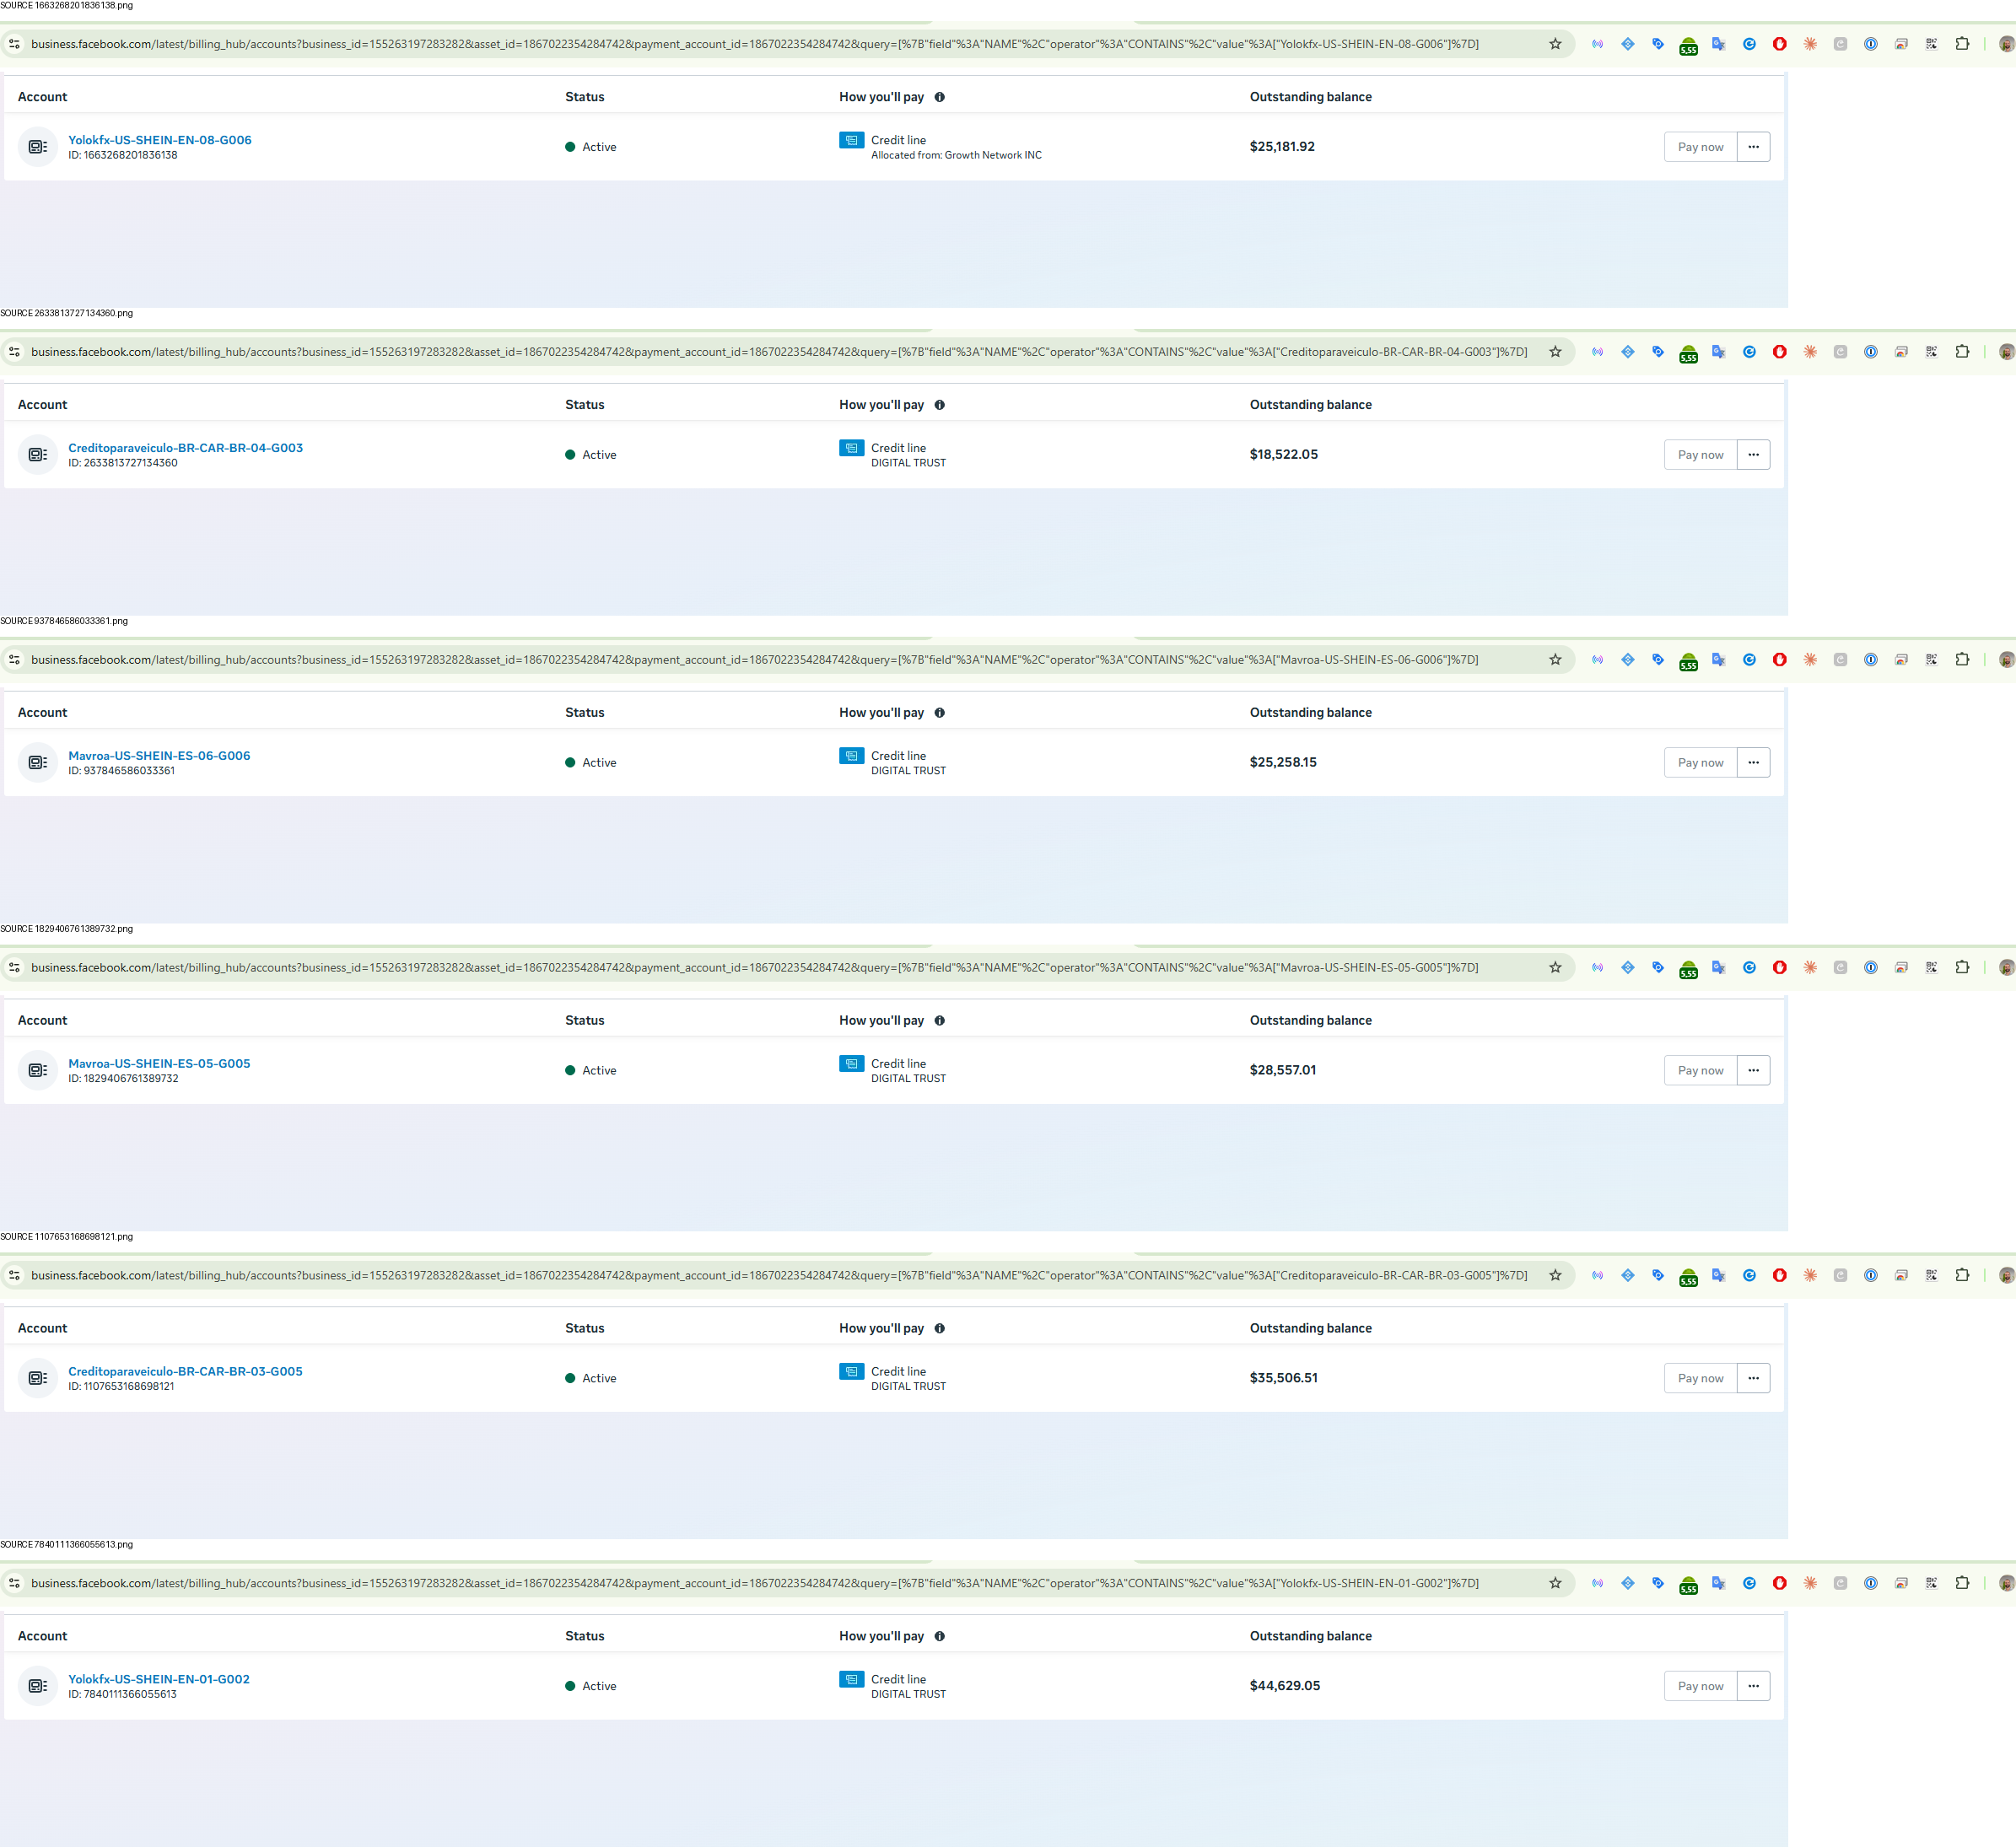 SOURCE 1663268201836138.png
business.facebook.com/latest/billing_hub/accounts?business_id=155263197283282&asset_id=1867022354284742&payment_account_id=1867022354284742&query=[%7B"field"%3A"NAME"%2C"operator"%3A"CONTAINS"%2C"value"%3A["Yolokfx-US-SHEIN-EN-08-G006"]%7D]
5,55
Account Status How you'll pay Outstanding balance
Yolokfx-US-SHEIN-EN-08-G006
ID: 1663268201836138
Active
Credit line
Allocated from: Growth Network INC
$25,181.92
Pay now
SOURCE 2633813727134360.png
business.facebook.com/latest/billing_hub/accounts?business_id=155263197283282&asset_id=1867022354284742&payment_account_id=1867022354284742&query=[%7B"field"%3A"NAME"%2C"operator"%3A"CONTAINS"%2C"value"%3A["Creditoparaveiculo-BR-CAR-BR-04-G003"]%7D]
5,55
Account Status How you'll pay Outstanding balance
Creditoparaveiculo-BR-CAR-BR-04-G003
ID: 2633813727134360
Active
Credit line
DIGITAL TRUST
$18,522.05
Pay now
SOURCE 937846586033361.png
business.facebook.com/latest/billing_hub/accounts?business_id=155263197283282&asset_id=1867022354284742&payment_account_id=1867022354284742&query=[%7B"field"%3A"NAME"%2C"operator"%3A"CONTAINS"%2C"value"%3A["Mavroa-US-SHEIN-ES-06-G006"]%7D]
5,55
Account Status How you'll pay Outstanding balance
Mavroa-US-SHEIN-ES-06-G006
ID: 937846586033361
Active
Credit line
DIGITAL TRUST
$25,258.15
Pay now
SOURCE 1829406761389732.png
business.facebook.com/latest/billing_hub/accounts?business_id=155263197283282&asset_id=1867022354284742&payment_account_id=1867022354284742&query=[%7B"field"%3A"NAME"%2C"operator"%3A"CONTAINS"%2C"value"%3A["Mavroa-US-SHEIN-ES-05-G005"]%7D]
5,55
Account Status How you'll pay Outstanding balance
Mavroa-US-SHEIN-ES-05-G005
ID: 1829406761389732
Active
Credit line
DIGITAL TRUST
$28,557.01
Pay now
SOURCE 1107653168698121.png
business.facebook.com/latest/billing_hub/accounts?business_id=155263197283282&asset_id=1867022354284742&payment_account_id=1867022354284742&query=[%7B"field"%3A"NAME"%2C"operator"%3A"CONTAINS"%2C"value"%3A["Creditoparaveiculo-BR-CAR-BR-03-G005"]%7D]
5,55
Account Status How you'll pay Outstanding balance
Creditoparaveiculo-BR-CAR-BR-03-G005
ID: 1107653168698121
Active
Credit line
DIGITAL TRUST
$35,506.51
Pay now
SOURCE 7840111366055613.png
business.facebook.com/latest/billing_hub/accounts?business_id=155263197283282&asset_id=1867022354284742&payment_account_id=1867022354284742&query=[%7B"field"%3A"NAME"%2C"operator"%3A"CONTAINS"%2C"value"%3A["Yolokfx-US-SHEIN-EN-01-G002"]%7D]
5,55
Account Status How you'll pay Outstanding balance
Yolokfx-US-SHEIN-EN-01-G002
ID: 7840111366055613
Active
Credit line
DIGITAL TRUST
$44,629.05
Pay now